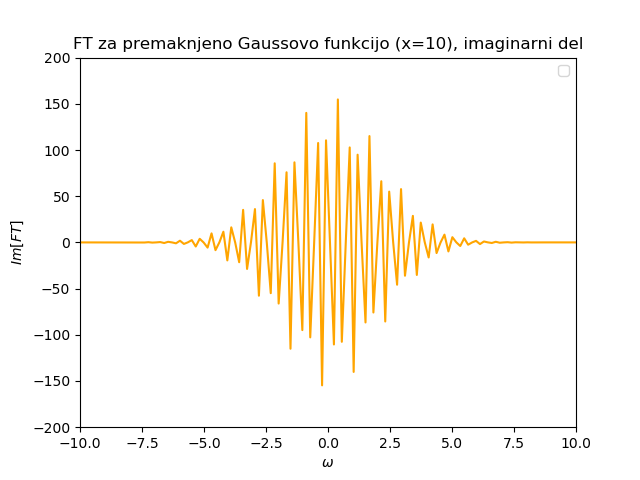 FT za premaknjeno Gaussovo funkcijo (x=10), imaginarni del
200
150
100
50
0
−50
−100
−150
−200
Im[FT]
−10.0 −7.5 −5.0 −2.5 0.0 2.5 5.0 7.5 10.0
ω